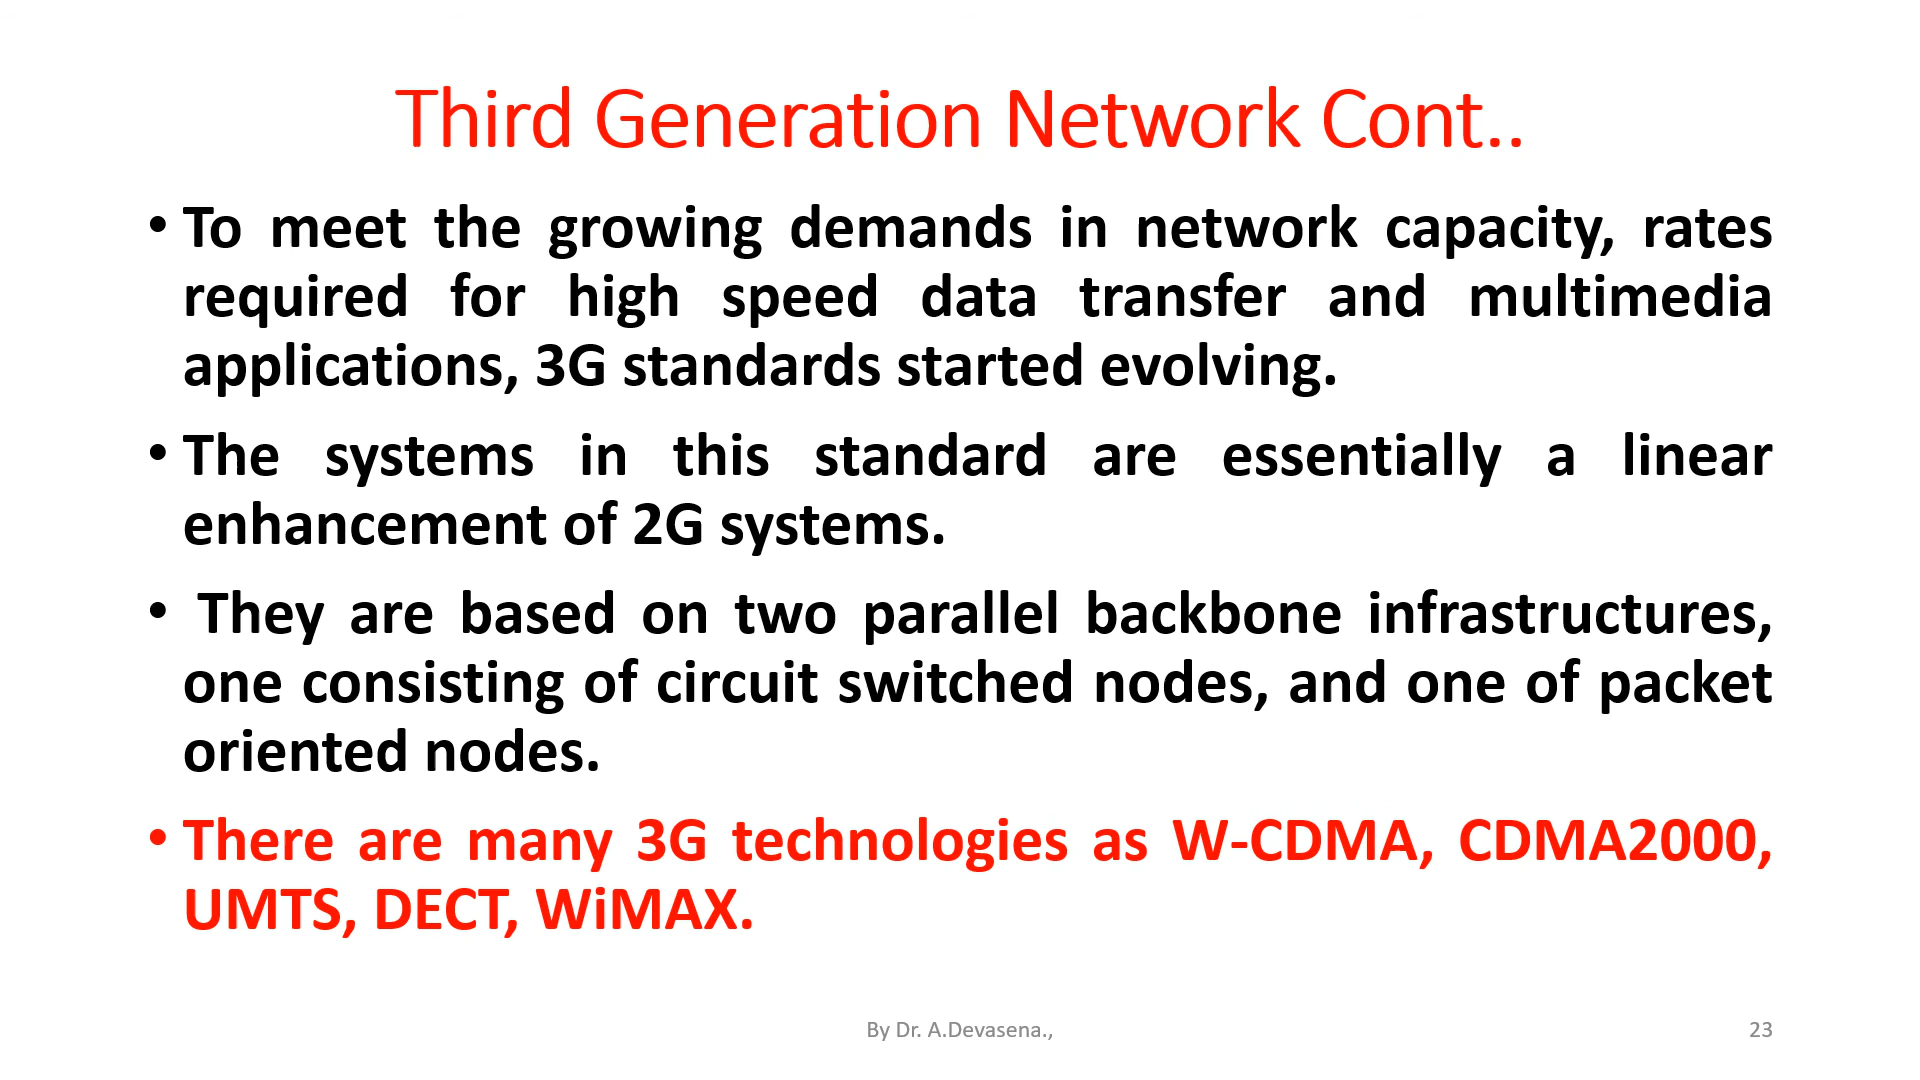 Third Generation Network Cont..
• To meet the growing demands in network capacity, rates
required for high speed data transfer and multimedia
applications, 3G standards started evolving.
• The systems in this standard are essentially a linear
enhancement of 2G systems.
• They are based on two parallel backbone infrastructures,
one consisting of circuit switched nodes, and one of packet
oriented nodes.
• There are many 3G technologies as W-CDMA, CDMA2000,
UMTS, DECT, WiMAX.
By Dr. A.Devasena.,
23